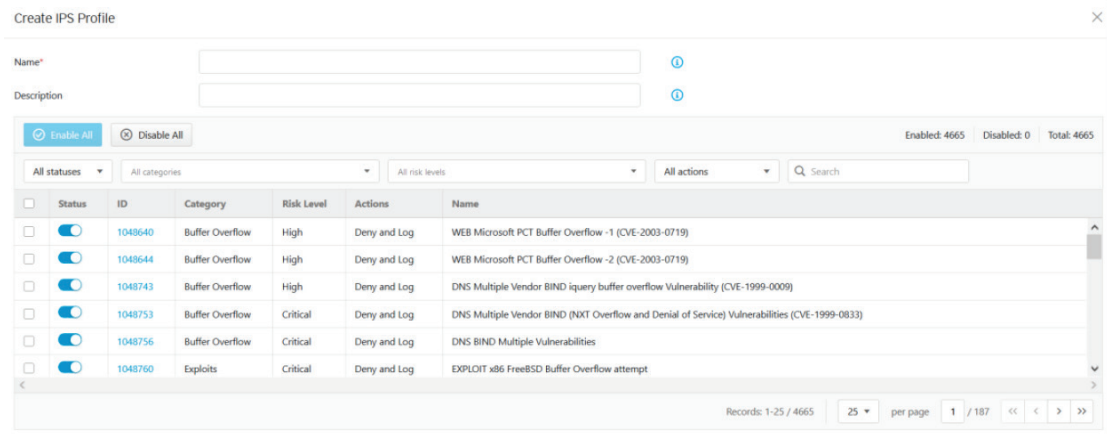 Create IPS Profile
Name*
Description
Enable All Disable All Enabled: 4665 Disabled: 0 Total: 4665
All statuses All categories All risk levels All actions Search
Status ID Category Risk Level Actions Name
1048640 Buffer Overflow High Deny and Log WEB Microsoft PCT Buffer Overflow -1 (CVE-2003-0719)
1048644 Buffer Overflow High Deny and Log WEB Microsoft PCT Buffer Overflow -2 (CVE-2003-0719)
1048743 Buffer Overflow High Deny and Log DNS Multiple Vendor BIND iquery buffer overflow Vulnerability (CVE-1999-0009)
1048753 Buffer Overflow Critical Deny and Log DNS Multiple Vendor BIND (NXT Overflow and Denial of Service) Vulnerabilities (CVE-1999-0833)
1048756 Buffer Overflow Critical Deny and Log DNS BIND Multiple Vulnerabilities
1048760 Exploits Critical Deny and Log EXPLOIT x86 FreeBSD Buffer Overflow attempt
Records: 1-25 / 4665 25 per page 1 / 187